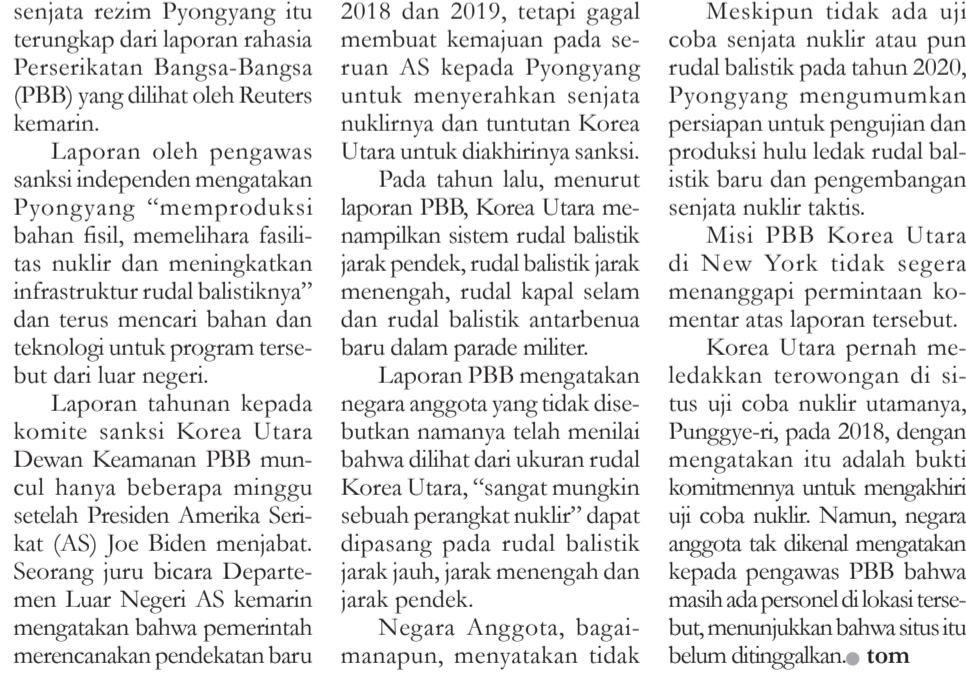 senjata rezim Pyongyang itu
terungkap dari laporan rahasia
Perserikatan Bangsa-Bangsa
(PBB) yang dilihat oleh Reuters
kemarin.
Laporan oleh pengawas
sanksi independen mengatakan
Pyongyang “memproduksi
bahan fisil, memelihara fasili-
tas nuklir dan meningkatkan
infrastruktur rudal balistiknya”
dan terus mencari bahan dan
teknologi untuk program terse-
but dari luar negeri.
Laporan tahunan kepada
komite sanksi Korea Utara
Dewan Keamanan PBB mun-
cul hanya beberapa minggu
setelah Presiden Amerika Seri-
kat (AS) Joe Biden menjabat.
Seorang juru bicara Departe-
men Luar Negeri AS kemarin
mengatakan bahwa pemerintah
merencanakan pendekatan baru
2018 dan 2019, tetapi gagal
membuat kemajuan pada se-
ruan AS kepada Pyongyang
untuk menyerahkan senjata
nuklirnya dan tuntutan Korea
Utara untuk diakhirinya sanksi.
Pada tahun lalu, menurut
laporan PBB, Korea Utara me-
nampilkan sistem rudal balistik
jarak pendek, rudal balistik jarak
menengah, rudal kapal selam
dan rudal balistik antarbenua
baru dalam parade militer.
Laporan PBB mengatakan
negara anggota yang tidak dise-
butkan namanya telah menilai
bahwa dilihat dari ukuran rudal
Korea Utara, “sangat mungkin
sebuah perangkat nuklir” dapat
dipasang pada rudal balistik
jarak jauh, jarak menengah dan
jarak pendek.
Negara Anggota, bagai-
manapun, menyatakan tidak
Meskipun tidak ada uji
coba senjata nuklir atau pun
rudal balistik pada tahun 2020,
Pyongyang mengumumkan
persiapan untuk pengujian dan
produksi hulu ledak rudal bal-
istik baru dan pengembangan
senjata nuklir taktis.
Misi PBB Korea Utara
di New York tidak segera
menanggapi permintaan ko-
mentar atas laporan tersebut.
Korea Utara pernah me-
ledakkan terowongan di si-
tus uji coba nuklir utamanya,
Punggye-ri, pada 2018, dengan
mengatakan itu adalah bukti
komitmennya untuk mengakhiri
uji coba nuklir. Namun, negara
anggota tak dikenal mengatakan
kepada pengawas PBB bahwa
masih ada personel di lokasi terse-
but, menunjukkan bahwa situs itu
belum ditinggalkan.● tom